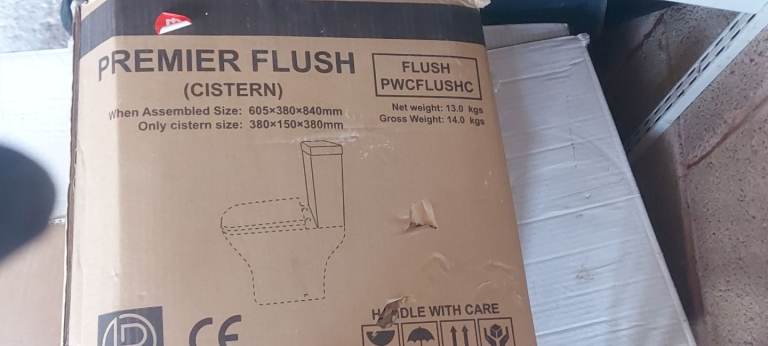 PREMIER FLUSH
(CISTERN)
When Assembled Size: 605×380×840mm
Only cistern size: 380×150×380mm
FLUSH
PWCFLUSHC
Net weight: 13.0 kgs
Gross Weight: 14.0 kgs
WITH CARE
CE